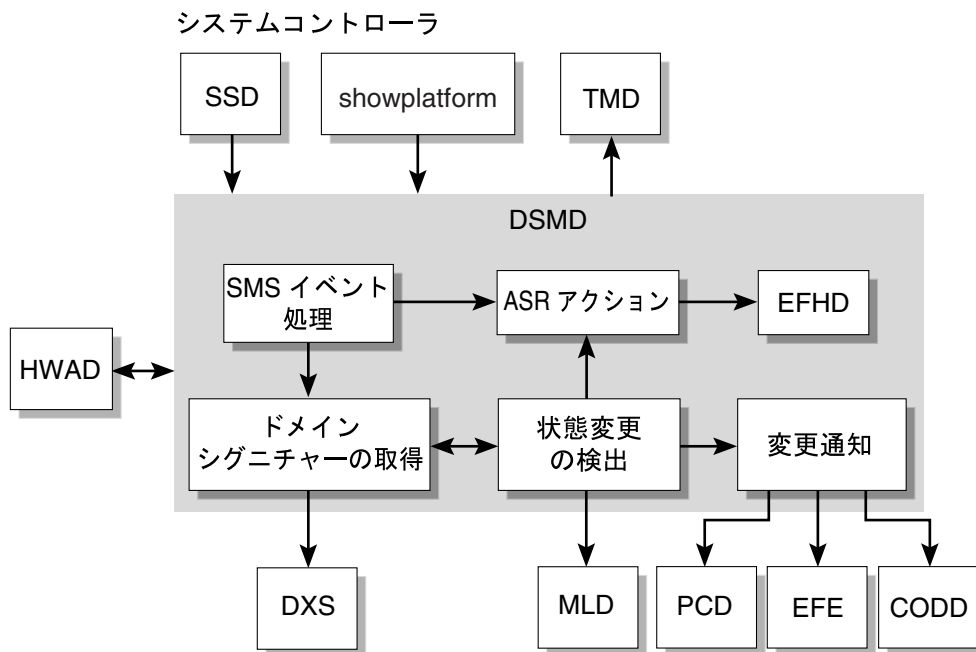 システムコントローラ
SSD
showplatform
TMD
DSMD
SMS イベント
処理
ASR アクション
EFHD
HWAD
ドメイン
シグニチャーの取得
状態変更
の検出
変更通知
DXS
MLD
PCD
EFE
CODD